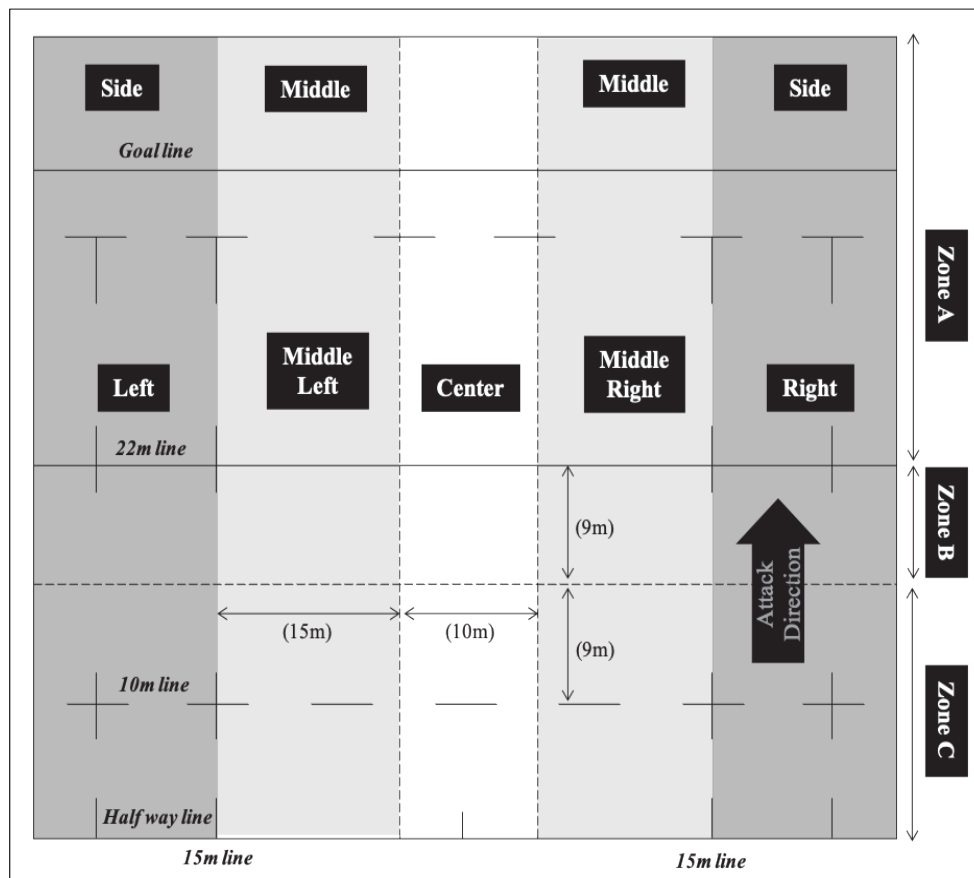 Side
Middle
Middle
Side
Goal line
Zone A
Left
Middle
Left
Center
Middle
Right
Right
22m line
(9m)
Zone B
Attack
Direction
(15m)
(10m)
(9m)
10m line
Zone C
Half way line
15m line
15m line